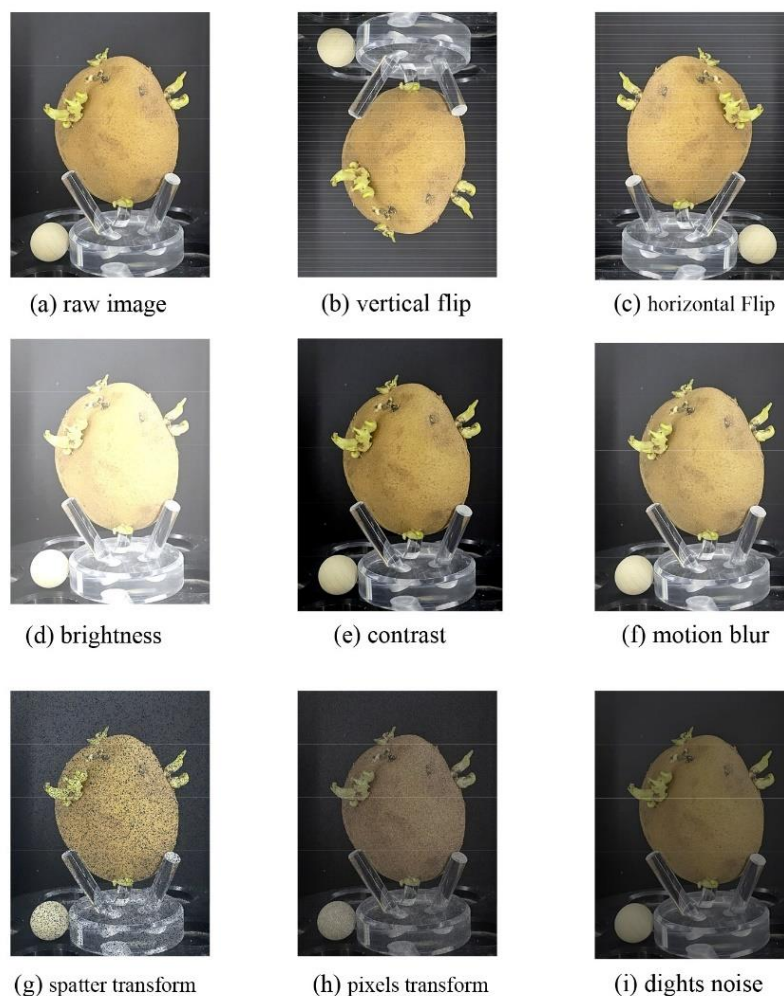 (a) raw image
(b) vertical flip
(c) horizontal Flip
(d) brightness
(e) contrast
(f) motion blur
(g) spatter transform
(h) pixels transform
(i) dights noise